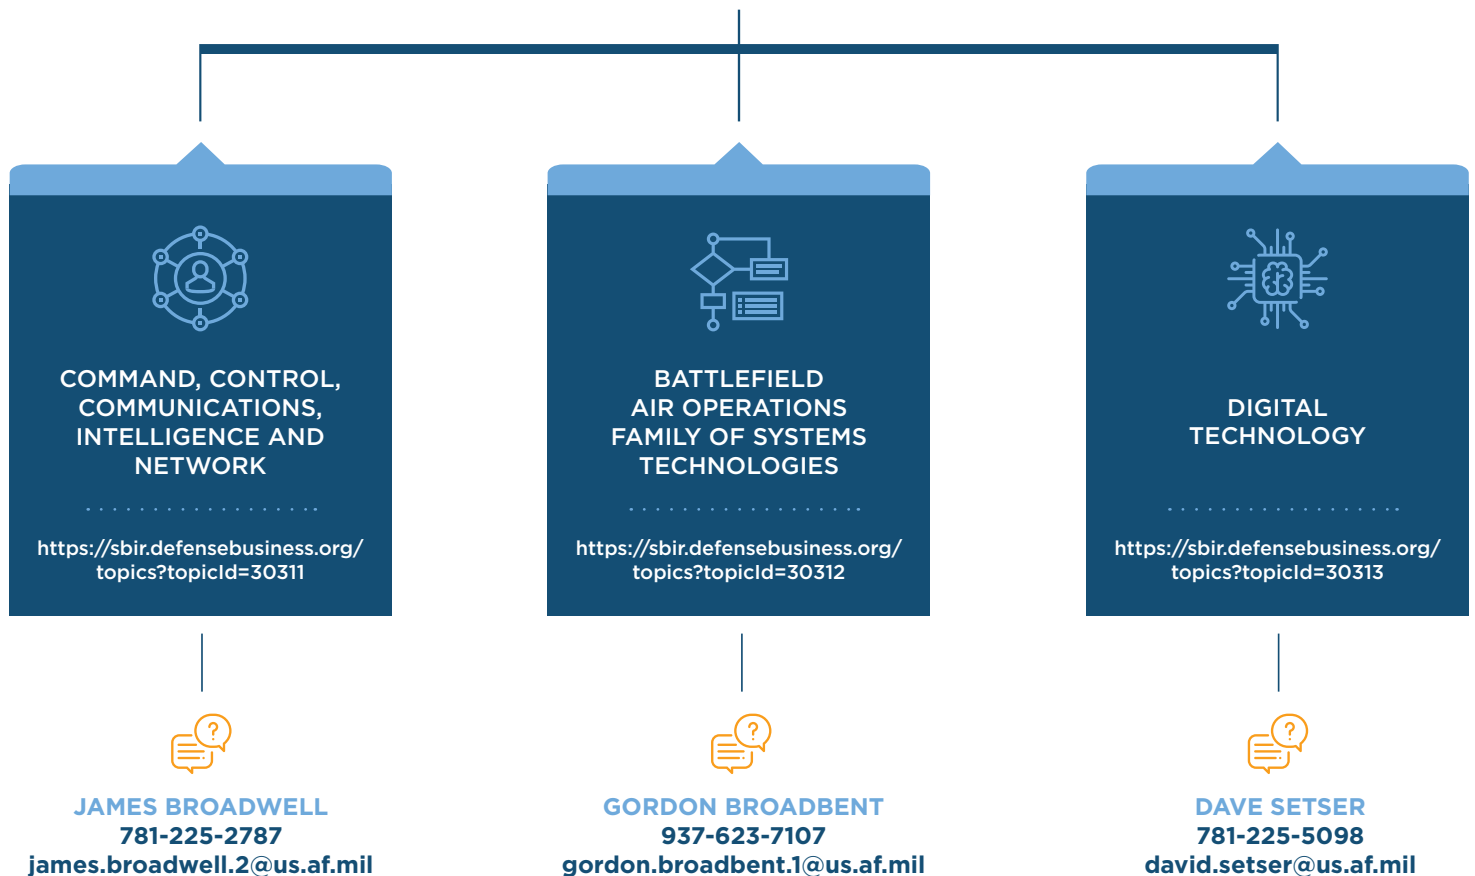 COMMAND, CONTROL,
COMMUNICATIONS,
INTELLIGENCE AND
NETWORK
https://sbir.defensebusiness.org/
topics?topicId=30311
JAMES BROADWELL
781-225-2787
james.broadwell.2@us.af.mil
BATTLEFIELD
AIR OPERATIONS
FAMILY OF SYSTEMS
TECHNOLOGIES
https://sbir.defensebusiness.org/
topics?topicId=30312
GORDON BROADBENT
937-623-7107
gordon.broadbent.1@us.af.mil
DIGITAL
TECHNOLOGY
https://sbir.defensebusiness.org/
topics?topicId=30313
DAVE SETSER
781-225-5098
david.setser@us.af.mil